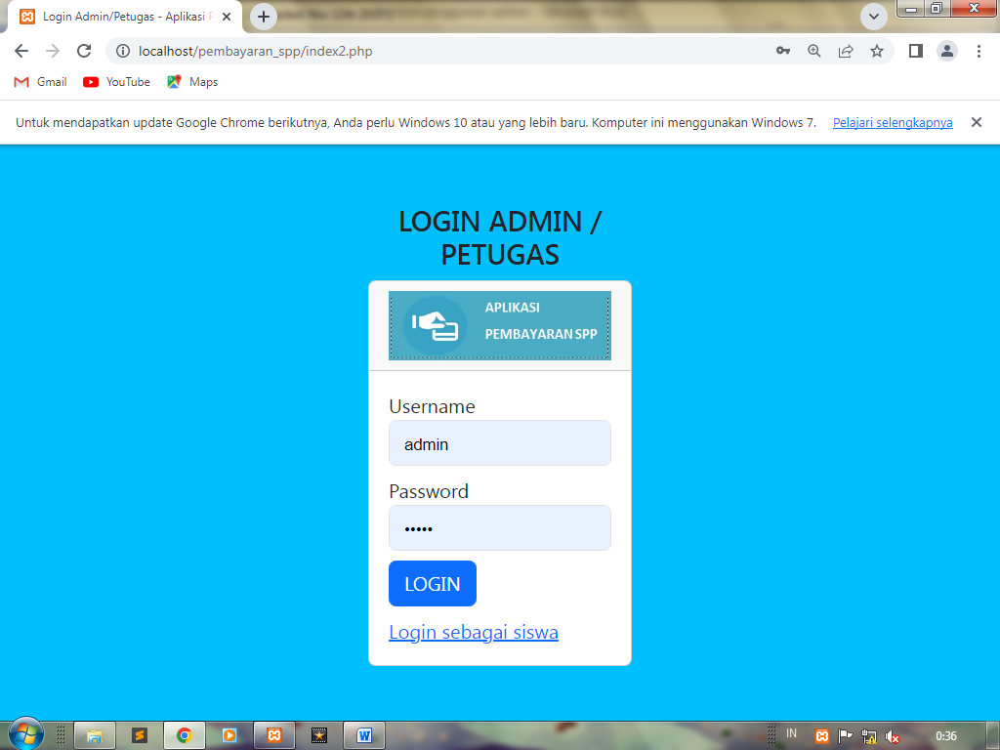 Login Admin/Petugas - Aplikasi P
localhost/pembayaran_spp/index2.php
Gmail YouTube Maps
Untuk mendapatkan update Google Chrome berikutnya, Anda perlu Windows 10 atau yang lebih baru. Komputer ini menggunakan Windows 7. Pelajari selengkapnya
LOGIN ADMIN /
PETUGAS
APLIKASI
PEMBAYARAN SPP
Username
admin
Password
•••••
LOGIN
Login sebagai siswa
IN 0:36